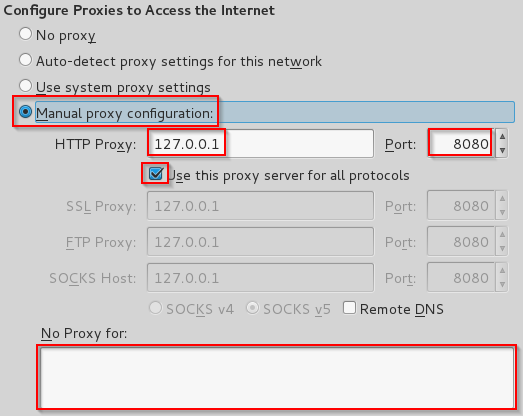 Configure Proxies to Access the Internet
No proxy
Auto-detect proxy settings for this network
Use system proxy settings
Manual proxy configuration:
HTTP Proxy: 127.0.0.1 Port: 8080
Use this proxy server for all protocols
SSL Proxy: 127.0.0.1 Port: 8080
FTP Proxy: 127.0.0.1 Port: 8080
SOCKS Host: 127.0.0.1 Port: 8080
SOCKS v4 SOCKS v5 Remote DNS
No Proxy for: